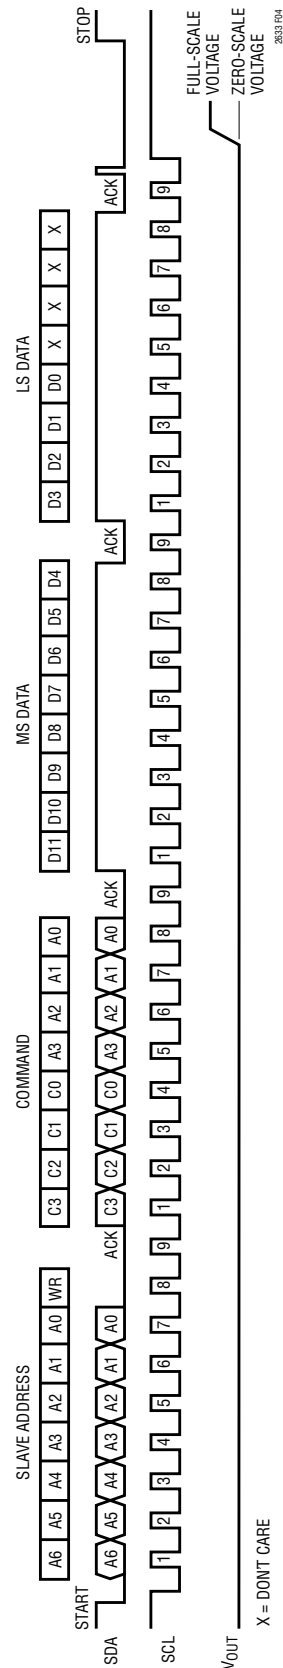 SLAVE ADDRESS COMMAND MS DATA LS DATA
A6 A5 A4 A3 A2 A1 A0 WR C3 C2 C1 C0 A3 A2 A1 A0 D11 D10 D9 D8 D7 D6 D5 D4 D3 D2 D1 D0 X X X X
START STOP
SDA A6 A5 A4 A3 A2 A1 A0 ACK C3 C2 C1 C0 A3 A2 A1 A0 ACK ACK ACK
SCL 1 2 3 4 5 6 7 8 9 1 2 3 4 5 6 7 8 9 1 2 3 4 5 6 7 8 9 1 2 3 4 5 6 7 8 9
FULL-SCALE
VOLTAGE
VOUT ZERO-SCALE
VOLTAGE
X = DON'T CARE
2633 F04